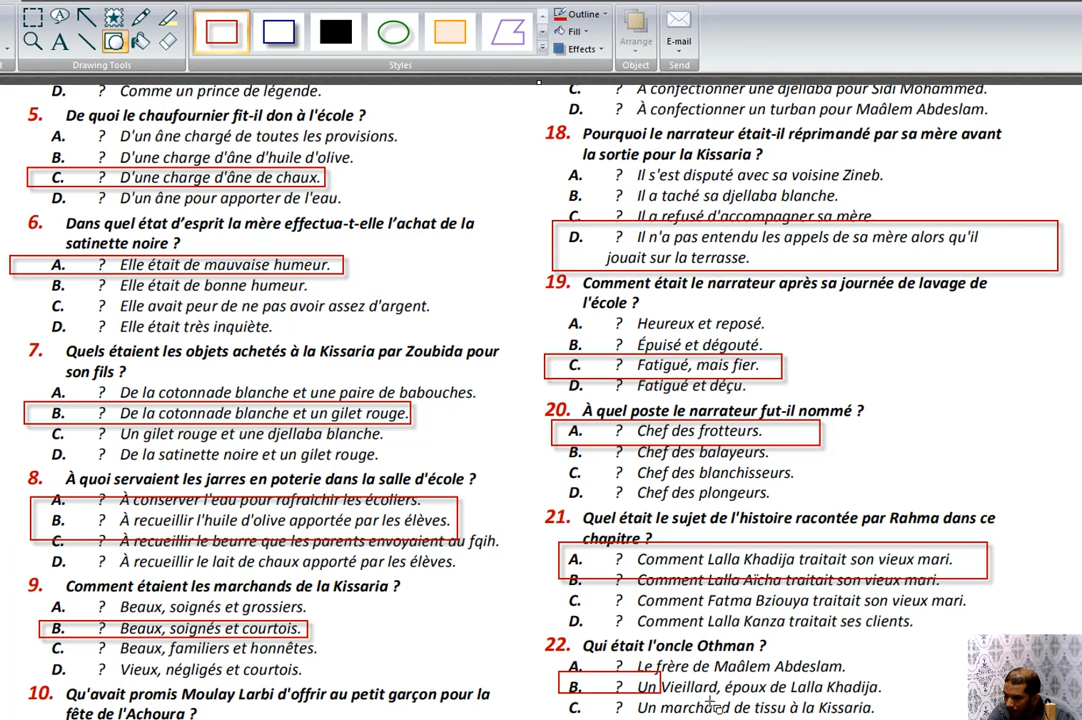 Outline
Fill
Effects
Arrange
E-mail
Drawing Tools
Styles
Object
Send
D. ? Comme un prince de légende.
5. De quoi le chaufournier fit-il don à l'école ?
A. ? D'un âne chargé de toutes les provisions.
B. ? D'une charge d'âne d'huile d'olive.
C. ? D'une charge d'âne de chaux.
D. ? D'un âne pour apporter de l'eau.
6. Dans quel état d'esprit la mère effectua-t-elle l'achat de la
satinette noire ?
A. ? Elle était de mauvaise humeur.
B. ? Elle était de bonne humeur.
C. ? Elle avait peur de ne pas avoir assez d'argent.
D. ? Elle était très inquiète.
7. Quels étaient les objets achetés à la Kissaria par Zoubida pour
son fils ?
A. ? De la cotonnade blanche et une paire de babouches.
B. ? De la cotonnade blanche et un gilet rouge.
C. ? Un gilet rouge et une djellaba blanche.
D. ? De la satinette noire et un gilet rouge.
8. À quoi servaient les jarres en poterie dans la salle d'école ?
A. ? À conserver l'eau pour rafraichir les écoliers.
B. ? À recueillir l'huile d'olive apportée par les élèves.
C. ? À recueillir le beurre que les parents envoyaient au fqih.
D. ? À recueillir le lait de chaux apporté par les élèves.
9. Comment étaient les marchands de la Kissaria ?
A. ? Beaux, soignés et grossiers.
B. ? Beaux, soignés et courtois.
C. ? Beaux, familiers et honnêtes.
D. ? Vieux, négligés et courtois.
10. Qu'avait promis Moulay Larbi d'offrir au petit garçon pour la
fête de l'Achoura ?
C. ? À confectionner une djellaba pour Sidi Mohammed.
D. ? À confectionner un turban pour Maâlem Abdeslam.
18. Pourquoi le narrateur était-il réprimandé par sa mère avant
la sortie pour la Kissaria ?
A. ? Il s'est disputé avec sa voisine Zineb.
B. ? Il a taché sa djellaba blanche.
C. ? Il a refusé d'accompagner sa mère
D. ? Il n'a pas entendu les appels de sa mère alors qu'il
jouait sur la terrasse.
19. Comment était le narrateur après sa journée de lavage de
l'école ?
A. ? Heureux et reposé.
B. ? Épuisé et dégouté.
C. ? Fatigué, mais fier.
D. ? Fatigué et déçu.
20. À quel poste le narrateur fut-il nommé ?
A. ? Chef des frotteurs.
B. ? Chef des balayeurs.
C. ? Chef des blanchisseurs.
D. ? Chef des plongeurs.
21. Quel était le sujet de l'histoire racontée par Rahma dans ce
chapitre ?
A. ? Comment Lalla Khadija traitait son vieux mari.
B. ? Comment Lalla Aïcha traitait son vieux mari.
C. ? Comment Fatma Bziouya traitait son vieux mari.
D. ? Comment Lalla Kanza traitait ses clients.
22. Qui était l'oncle Othman ?
A. ? Le frère de Maâlem Abdeslam.
B. ? Un Vieillard, époux de Lalla Khadija.
C. ? Un marchand de tissu à la Kissaria.